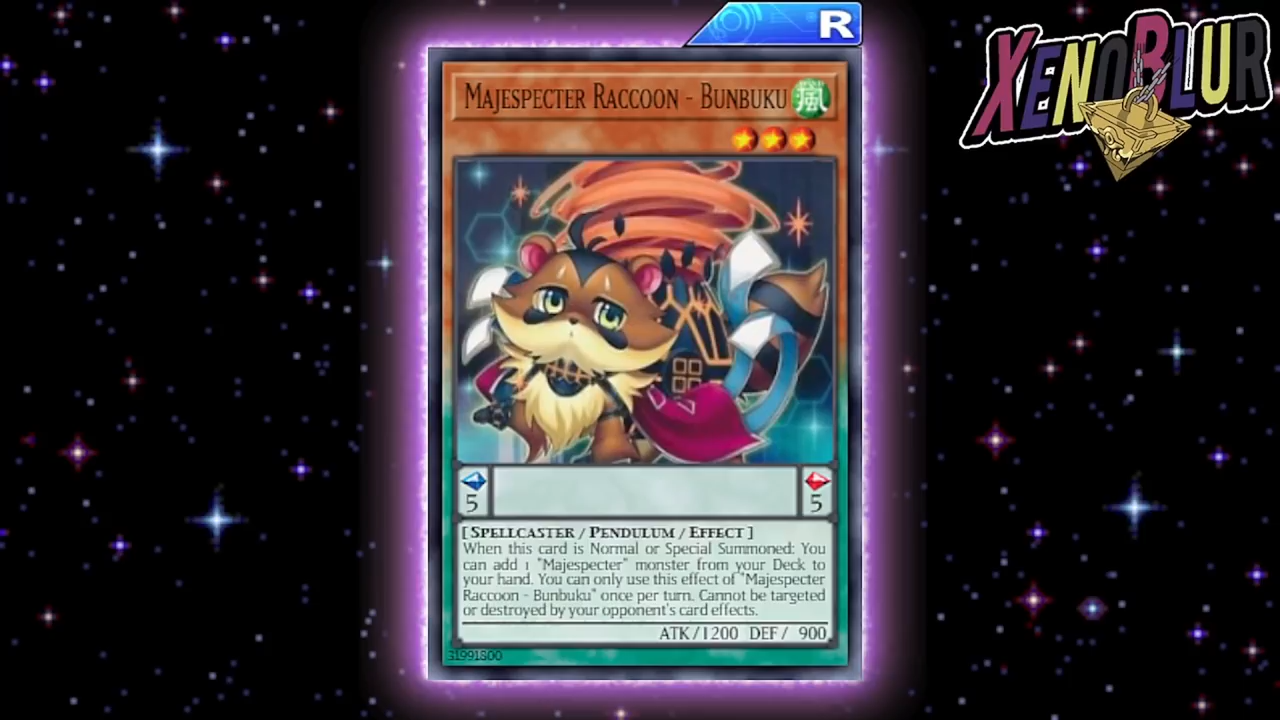 R
XENOBLUR
MAJESPECTER RACCOON - BUNBUKU 風
5 5
[ SPELLCASTER / PENDULUM / EFFECT ]
When this card is Normal or Special Summoned: You
can add 1 "Majespecter" monster from your Deck to
your hand. You can only use this effect of "Majespecter
Raccoon - Bunbuku" once per turn. Cannot be targeted
or destroyed by your opponent's card effects.
ATK/1200 DEF/ 900
31991800